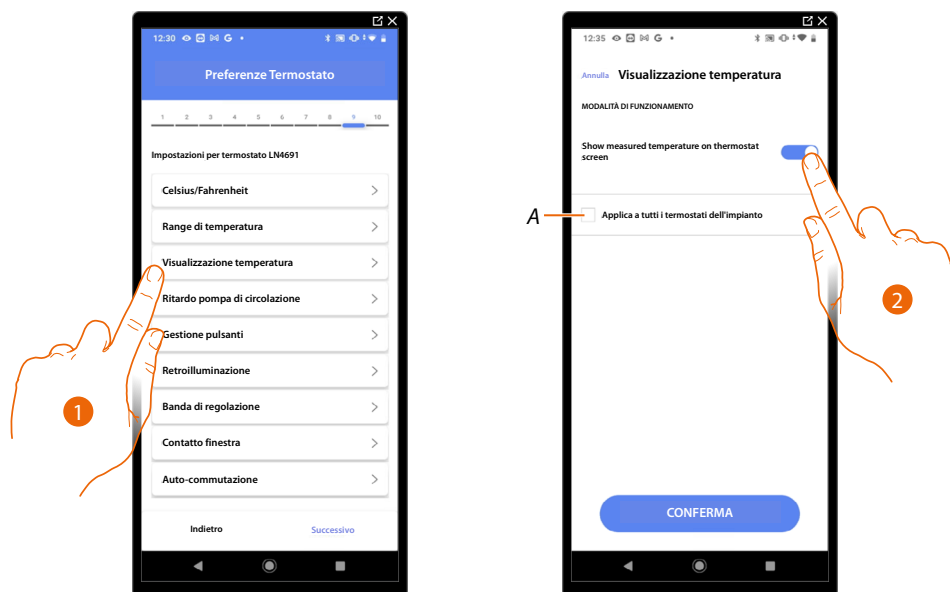 12:30 G
Preferenze Termostato
1 2 3 4 5 6 7 8 9 10
Impostazioni per termostato LN4691
Celsius/Fahrenheit
Range di temperatura
Visualizzazione temperatura
Ritardo pompa di circolazione
Gestione pulsanti
Retroilluminazione
Banda di regolazione
Contatto finestra
Auto-commutazione
Indietro Successivo
1
12:35 G
Annulla Visualizzazione temperatura
MODALITÀ DI FUNZIONAMENTO
Show measured temperature on thermostat
screen
A
Applica a tutti i termostati dell'impianto
2
CONFERMA